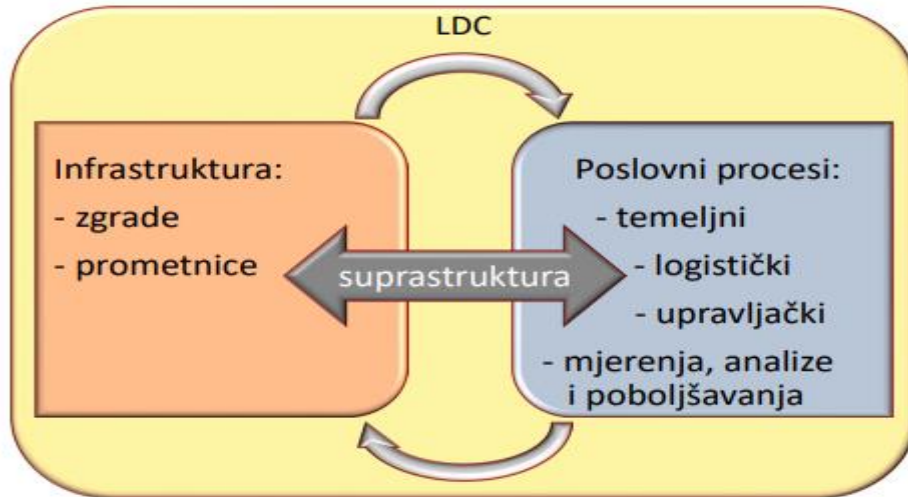 LDC
Infrastruktura:
- zgrade
- prometnice
suprastruktura
Poslovni procesi:
- temeljni
- logistički
- upravljački
- mjerenja, analize
i poboljšavanja